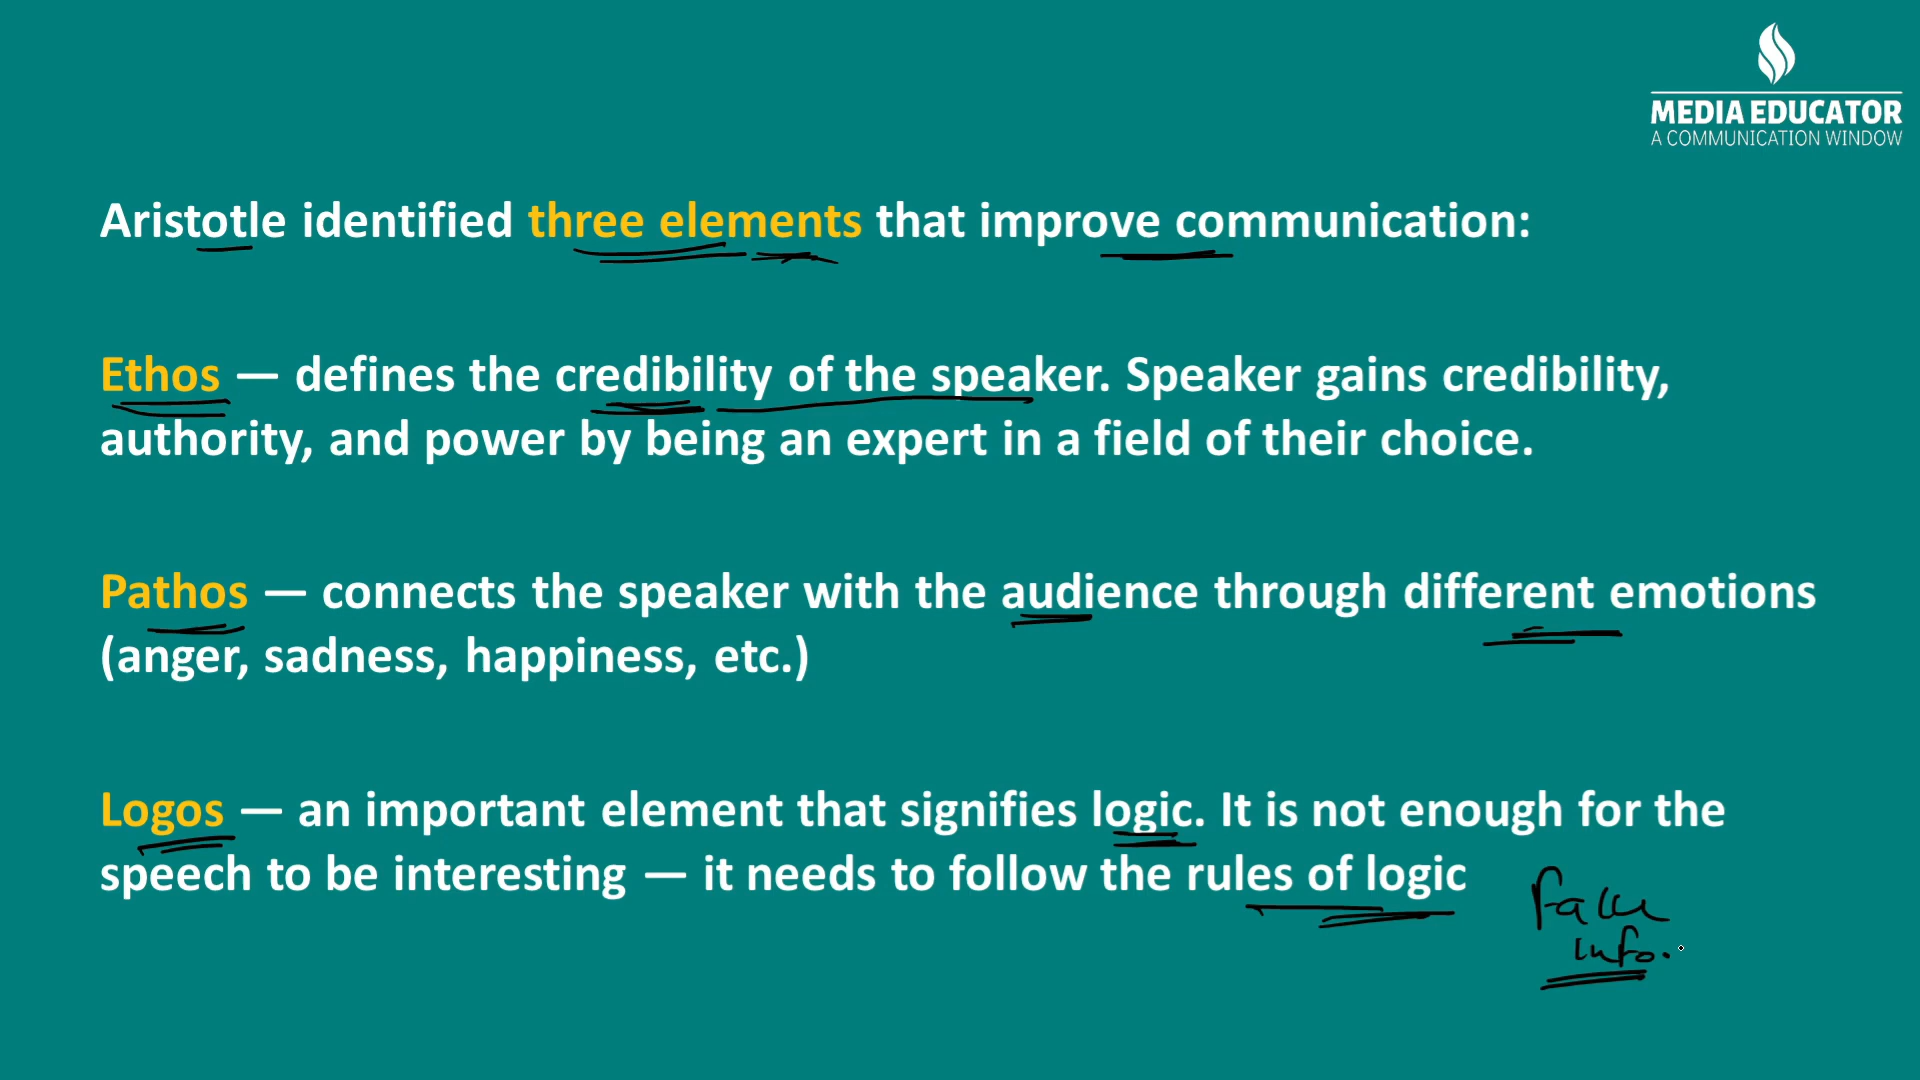 MEDIA EDUCATOR
A COMMUNICATION WINDOW
Aristotle identified three elements that improve communication:
Ethos — defines the credibility of the speaker. Speaker gains credibility,
authority, and power by being an expert in a field of their choice.
Pathos — connects the speaker with the audience through different emotions
(anger, sadness, happiness, etc.)
Logos — an important element that signifies logic. It is not enough for the
speech to be interesting — it needs to follow the rules of logic
info.